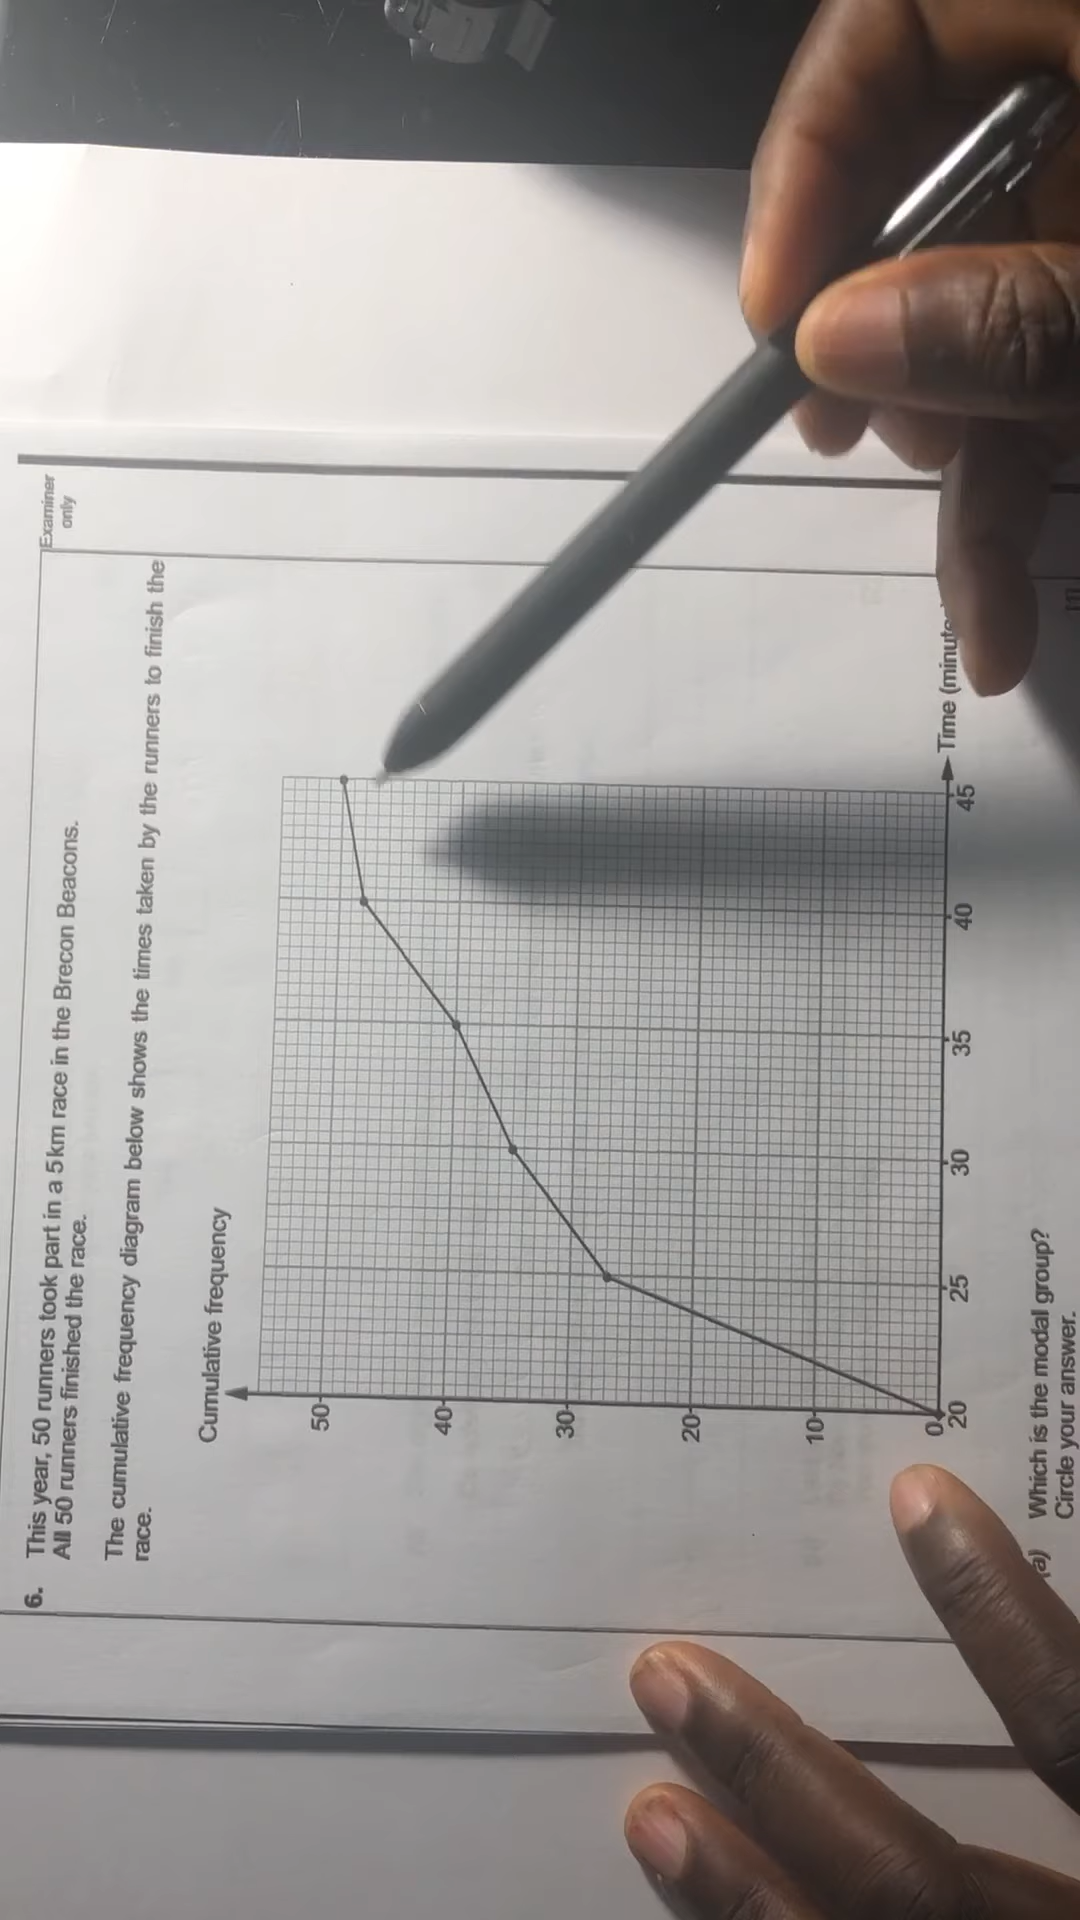 Examiner
only
6. This year, 50 runners took part in a 5 km race in the Brecon Beacons.
All 50 runners finished the race.
The cumulative frequency diagram below shows the times taken by the runners to finish the
race.
Cumulative frequency
50
40
30
20
10
0
20 25 30 35 40 45
Time
(a) Which is the modal group?
Circle your answer.
[1]